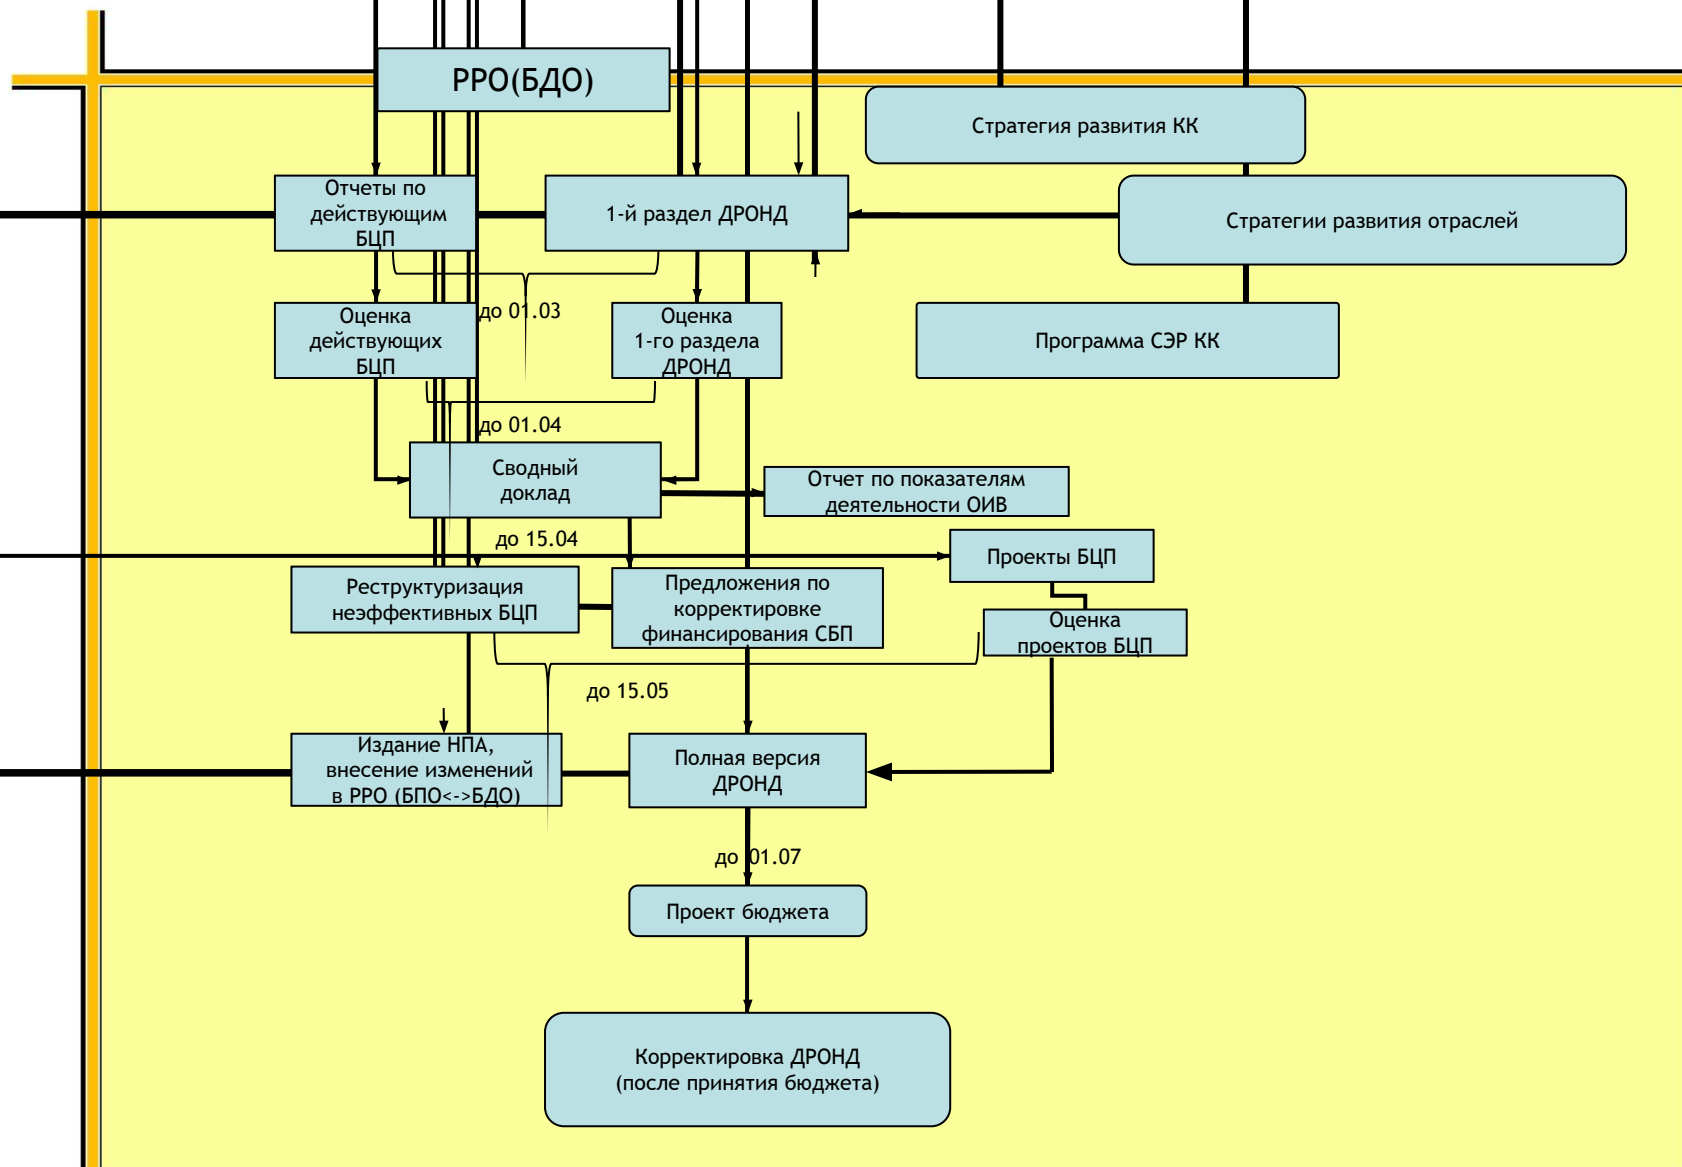 РРО(БДО)
Стратегия развития КК
Отчеты по
действующим
БЦП
1-й раздел ДРОНД
Стратегии развития отраслей
до 01.03
Оценка
действующих
БЦП
Оценка
1-го раздела
ДРОНД
Программа СЭР КК
до 01.04
Сводный
доклад
Отчет по показателям
деятельности ОИВ
до 15.04
Проекты БЦП
Реструктуризация
неэффективных БЦП
Предложения по
корректировке
финансирования СБП
Оценка
проектов БЦП
до 15.05
Издание НПА,
внесение изменений
в РРО (БПО<->БДО)
Полная версия
ДРОНД
до 01.07
Проект бюджета
Корректировка ДРОНД
(после принятия бюджета)